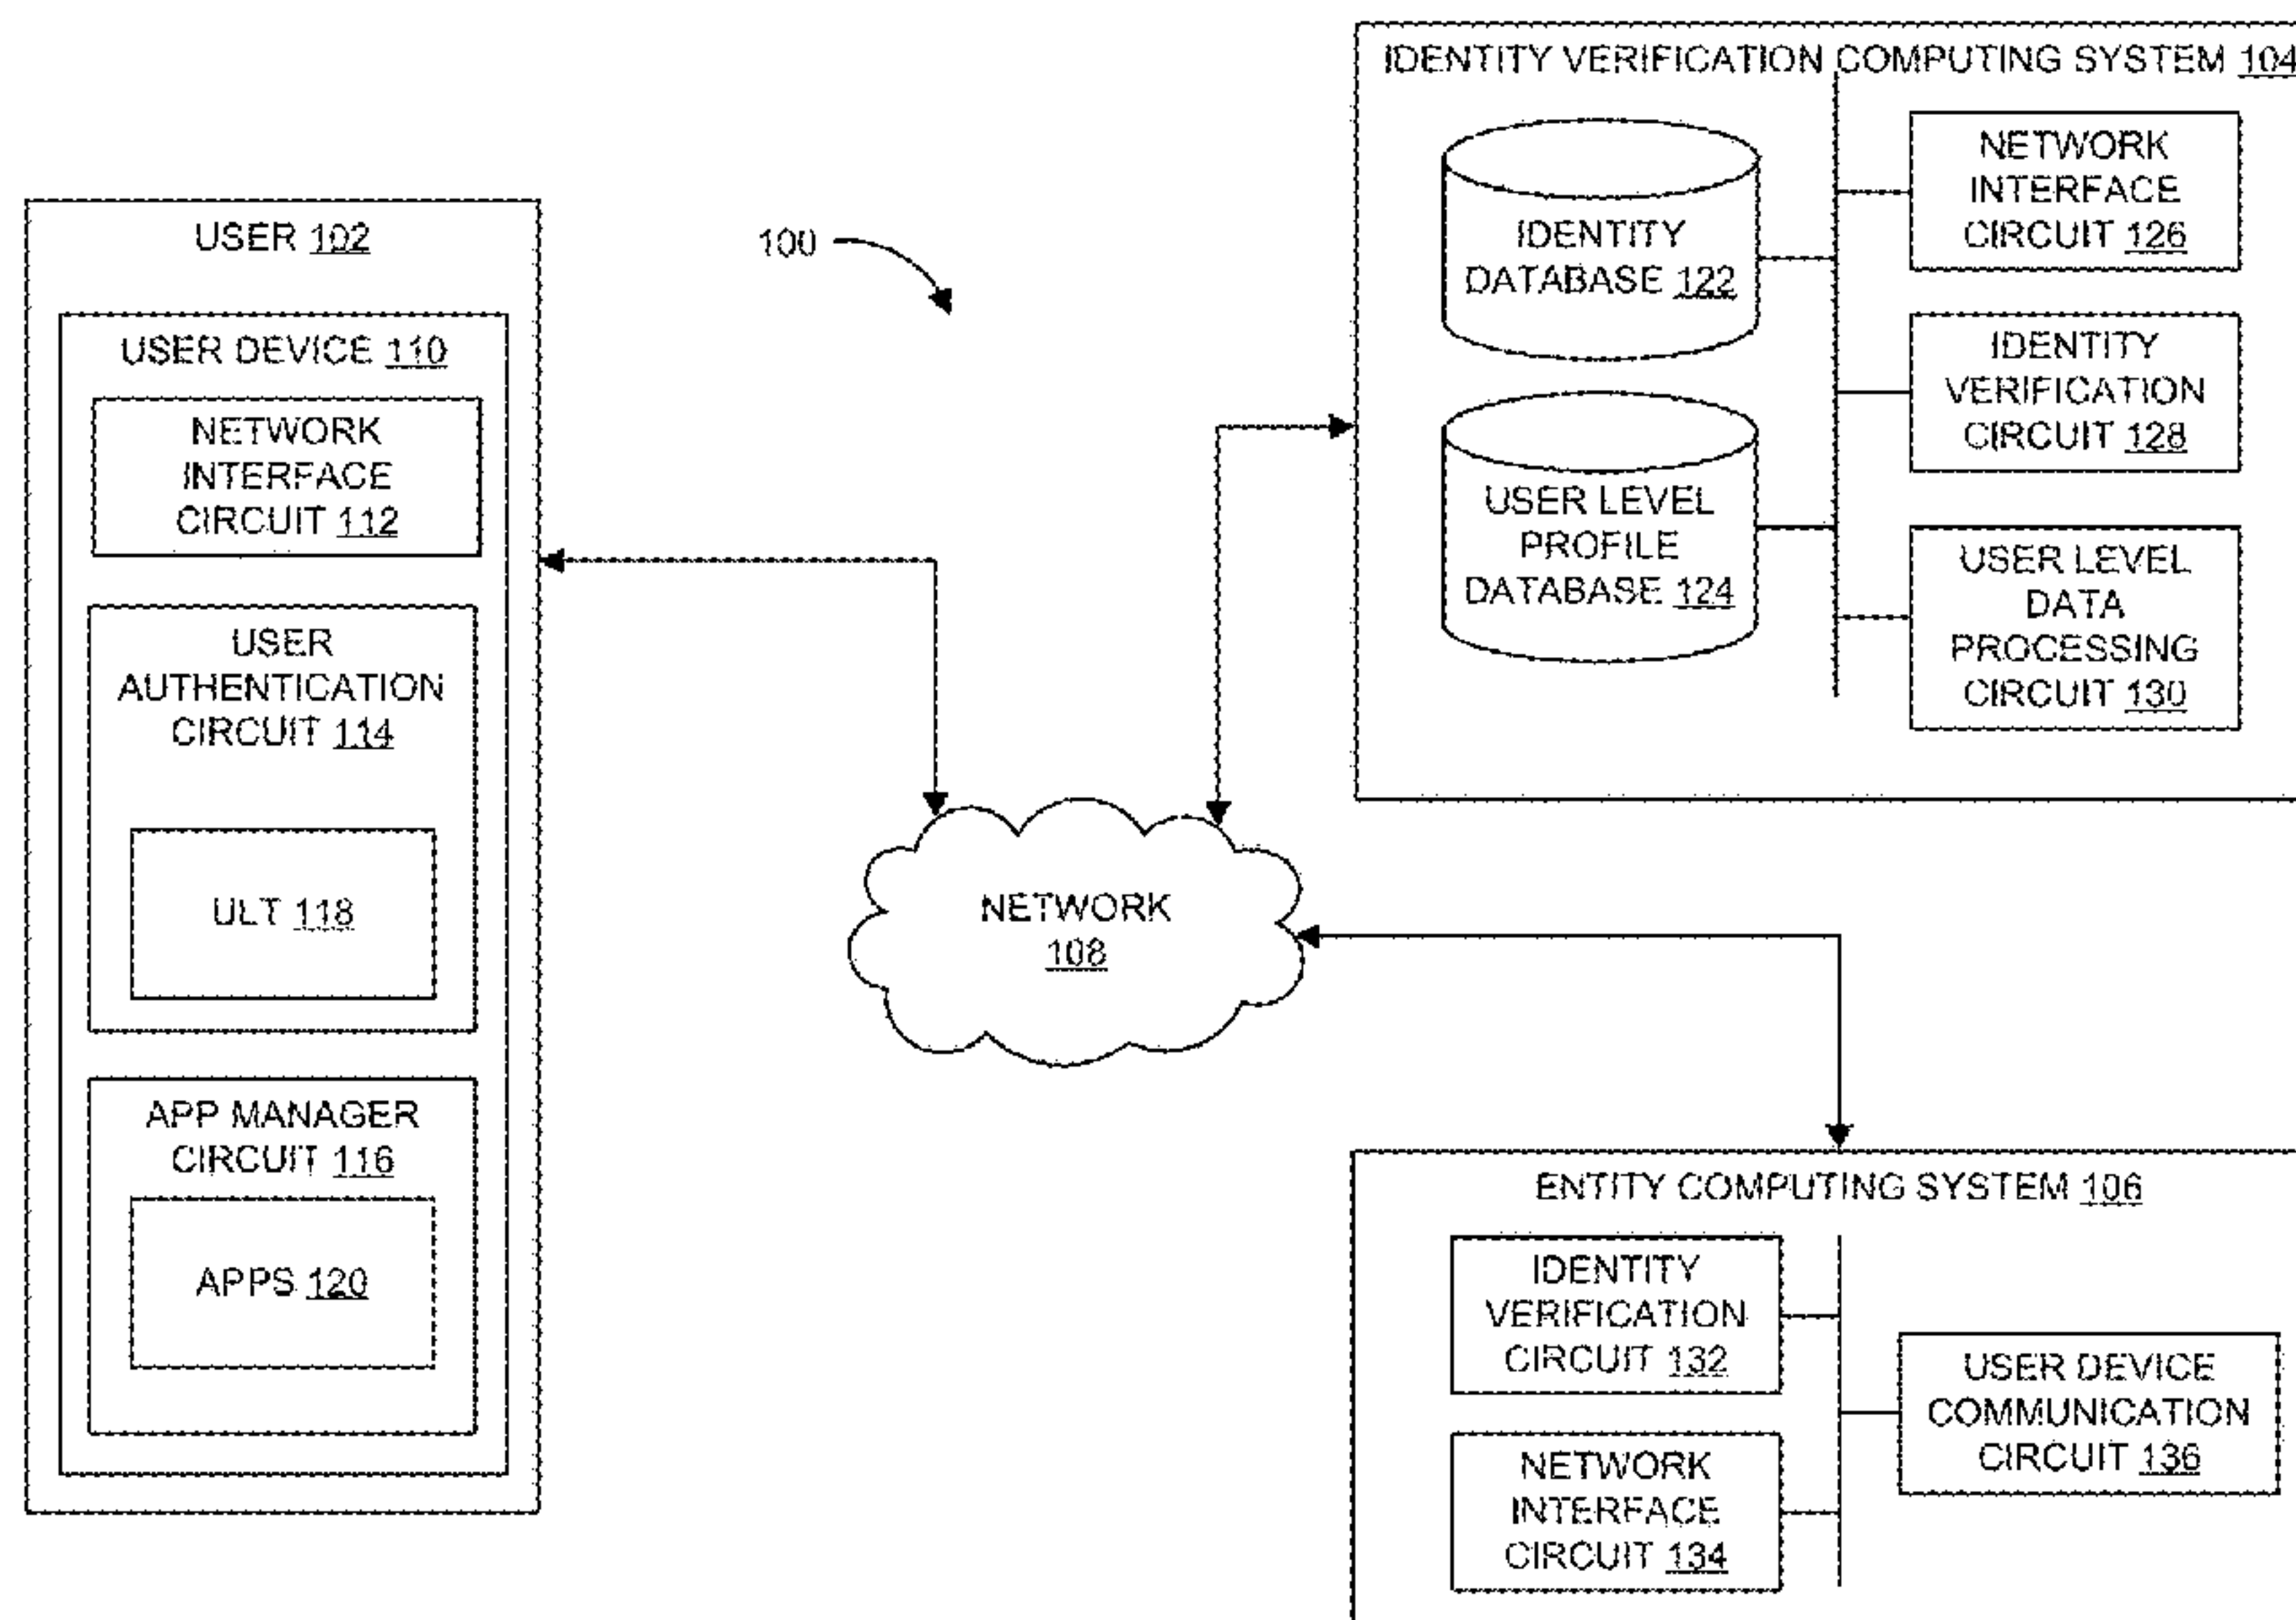 USER 102
USER DEVICE 110
NETWORK
INTERFACE
CIRCUIT 112
USER
AUTHENTICATION
CIRCUIT 114
ULT 118
APP MANAGER
CIRCUIT 116
APPS 120
100
NETWORK
108
IDENTITY VERIFICATION COMPUTING SYSTEM 104
IDENTITY
DATABASE 122
USER LEVEL
PROFILE
DATABASE 124
NETWORK
INTERFACE
CIRCUIT 126
IDENTITY
VERIFICATION
CIRCUIT 128
USER LEVEL
DATA
PROCESSING
CIRCUIT 130
ENTITY COMPUTING SYSTEM 106
IDENTITY
VERIFICATION
CIRCUIT 132
NETWORK
INTERFACE
CIRCUIT 134
USER DEVICE
COMMUNICATION
CIRCUIT 136